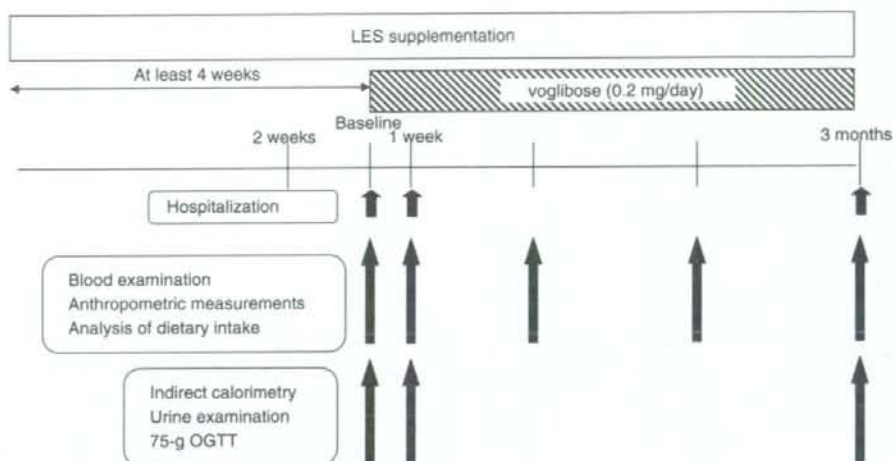 LES supplementation
At least 4 weeks
voglibose (0.2 mg/day)
Baseline
2 weeks
1 week
3 months
Hospitalization
Blood examination
Anthropometric measurements
Analysis of dietary intake
Indirect calorimetry
Urine examination
75-g OGTT